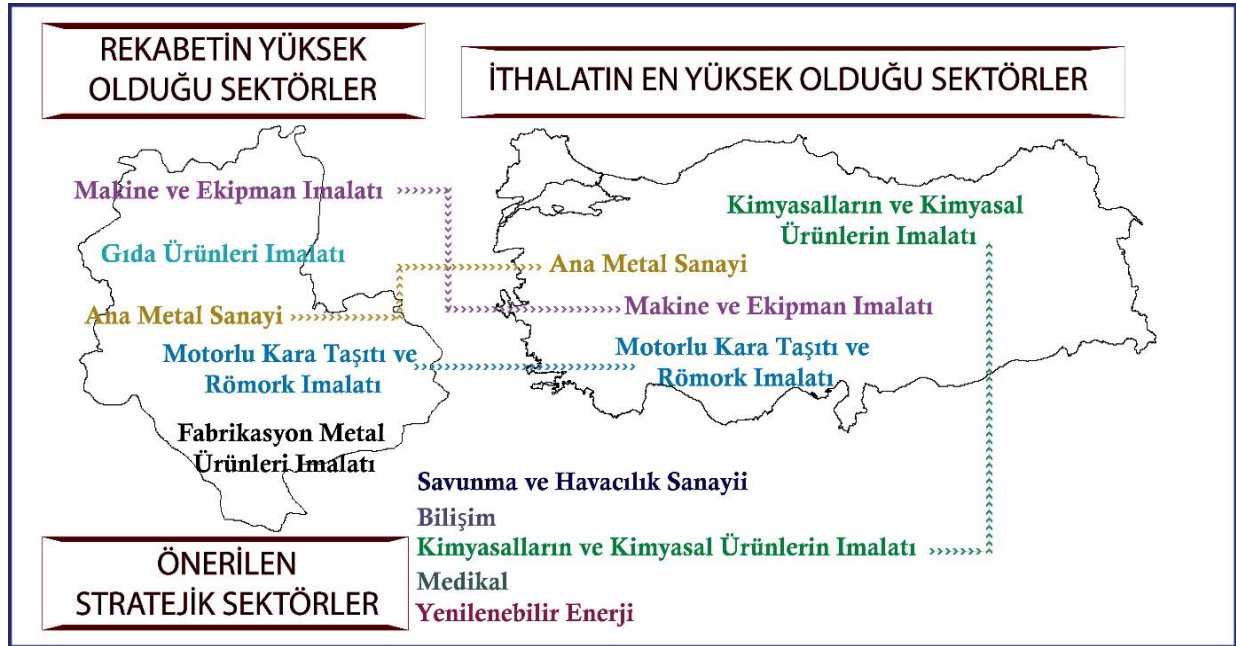 REKABETİN YÜKSEK
OLDUĞU SEKTÖRLER
İTHALATIN EN YÜKSEK OLDUĞU SEKTÖRLER
Makine ve Ekipman Imalatı
Gıda Ürünleri Imalatı
Ana Metal Sanayi
Motorlu Kara Taşıtı ve
Römork Imalatı
Fabrikasyon Metal
Ürünleri Imalatı
Kimyasalların ve Kimyasal
Ürünlerin Imalatı
Ana Metal Sanayi
Makine ve Ekipman Imalatı
Motorlu Kara Taşıtı ve
Römork Imalatı
ÖNERİLEN
STRATEJİK SEKTÖRLER
Savunma ve Havacılık Sanayii
Bilişim
Kimyasalların ve Kimyasal Ürünlerin Imalatı
Medikal
Yenilenebilir Enerji